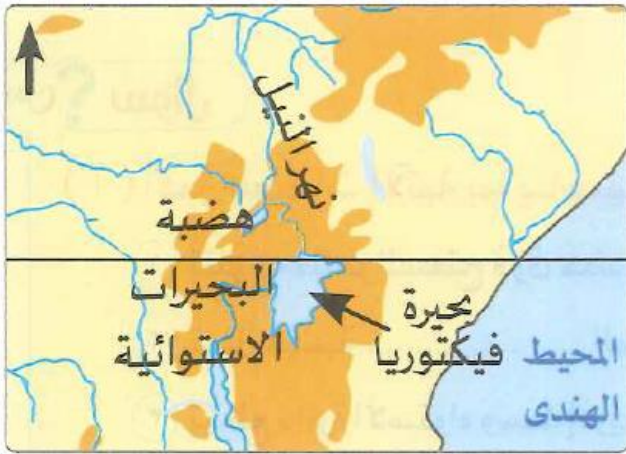 نهر النيل
هضبة
البحيرات
الاستوائية
بحيرة
فيكتوريا
المحيط
الهندى